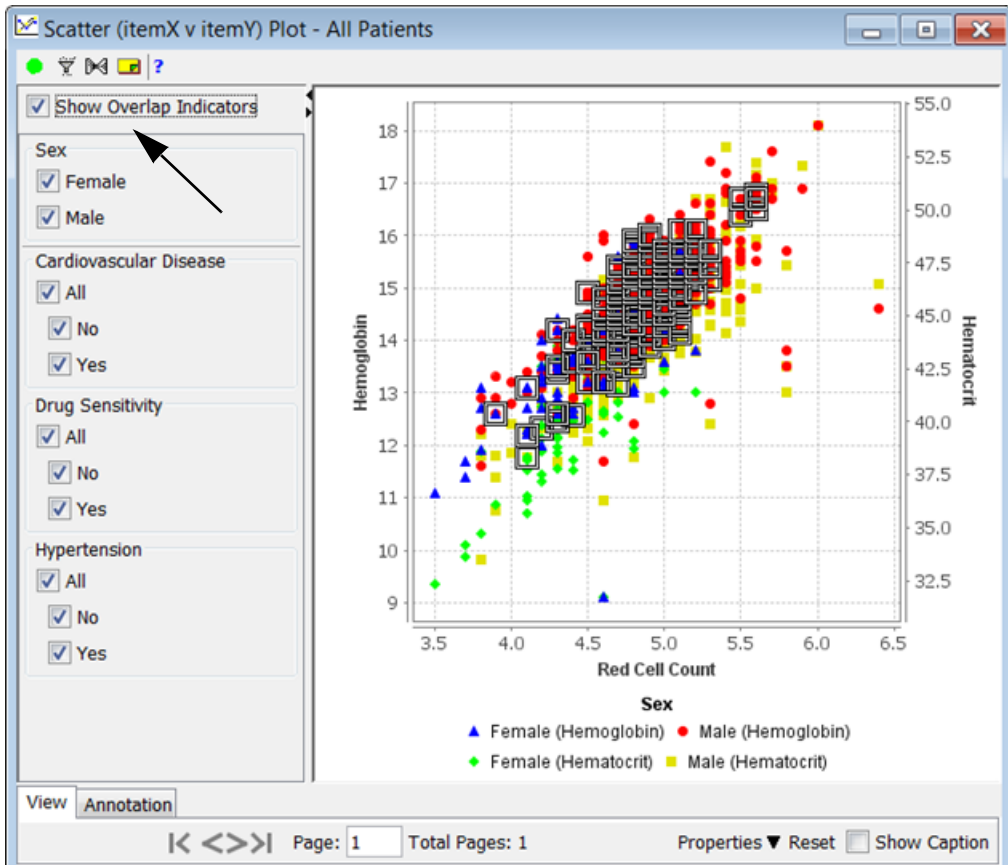 Scatter (itemX v itemY) Plot - All Patients
?
Show Overlap Indicators
Sex
Female
Male
Cardiovascular Disease
All
No
Yes
Drug Sensitivity
All
No
Yes
Hypertension
All
No
Yes
Hemoglobin
18
17
16
15
14
13
12
11
10
9
55.0
52.5
50.0
47.5
45.0
42.5
40.0
37.5
35.0
32.5
Hematocrit
3.5 4.0 4.5 5.0 5.5 6.0 6.5
Red Cell Count
Sex
Female (Hemoglobin) Male (Hemoglobin)
Female (Hematocrit) Male (Hematocrit)
View Annotation
Page: 1 Total Pages: 1 Properties ▼ Reset Show Caption